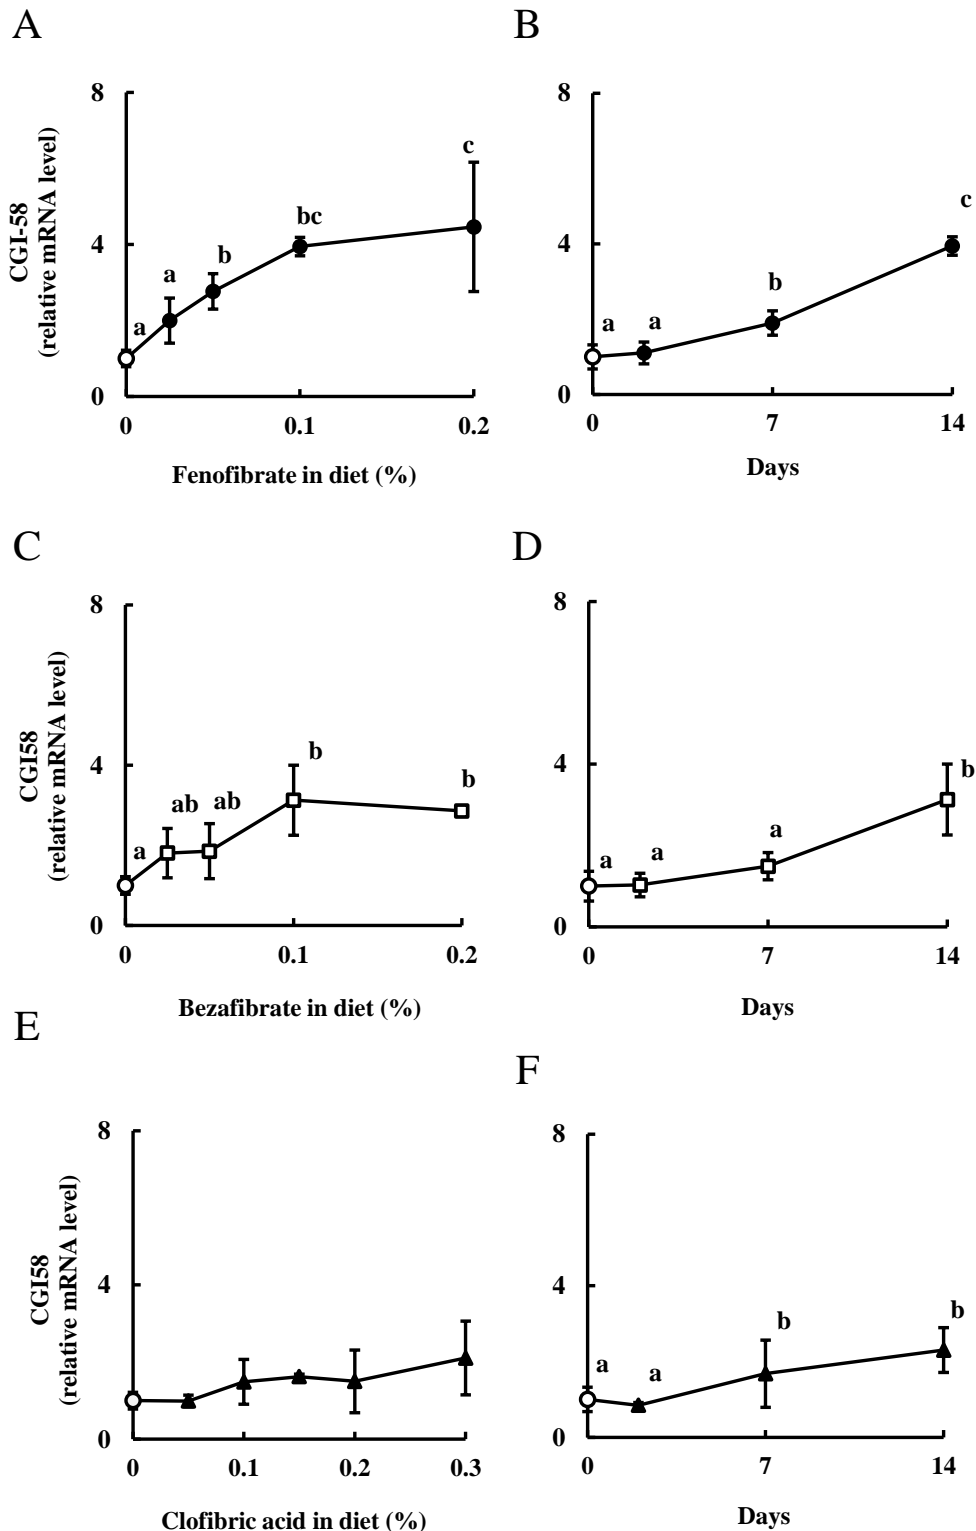 A
B
8
4
0
CGI-58
(relative mRNA level)
a
a
b
bc
c
0
0.1
0.2
Fenofibrate in diet (%)
8
4
0
a
a
b
c
0
7
14
Days
C
D
8
4
0
CGI58
(relative mRNA level)
a
ab
ab
b
b
0
0.1
0.2
Bezafibrate in diet (%)
8
4
0
a
a
a
b
0
7
14
Days
E
F
8
4
0
CGI58
(relative mRNA level)
0
0.1
0.2
0.3
Clofibric acid in diet (%)
8
4
0
a
a
b
b
0
7
14
Days